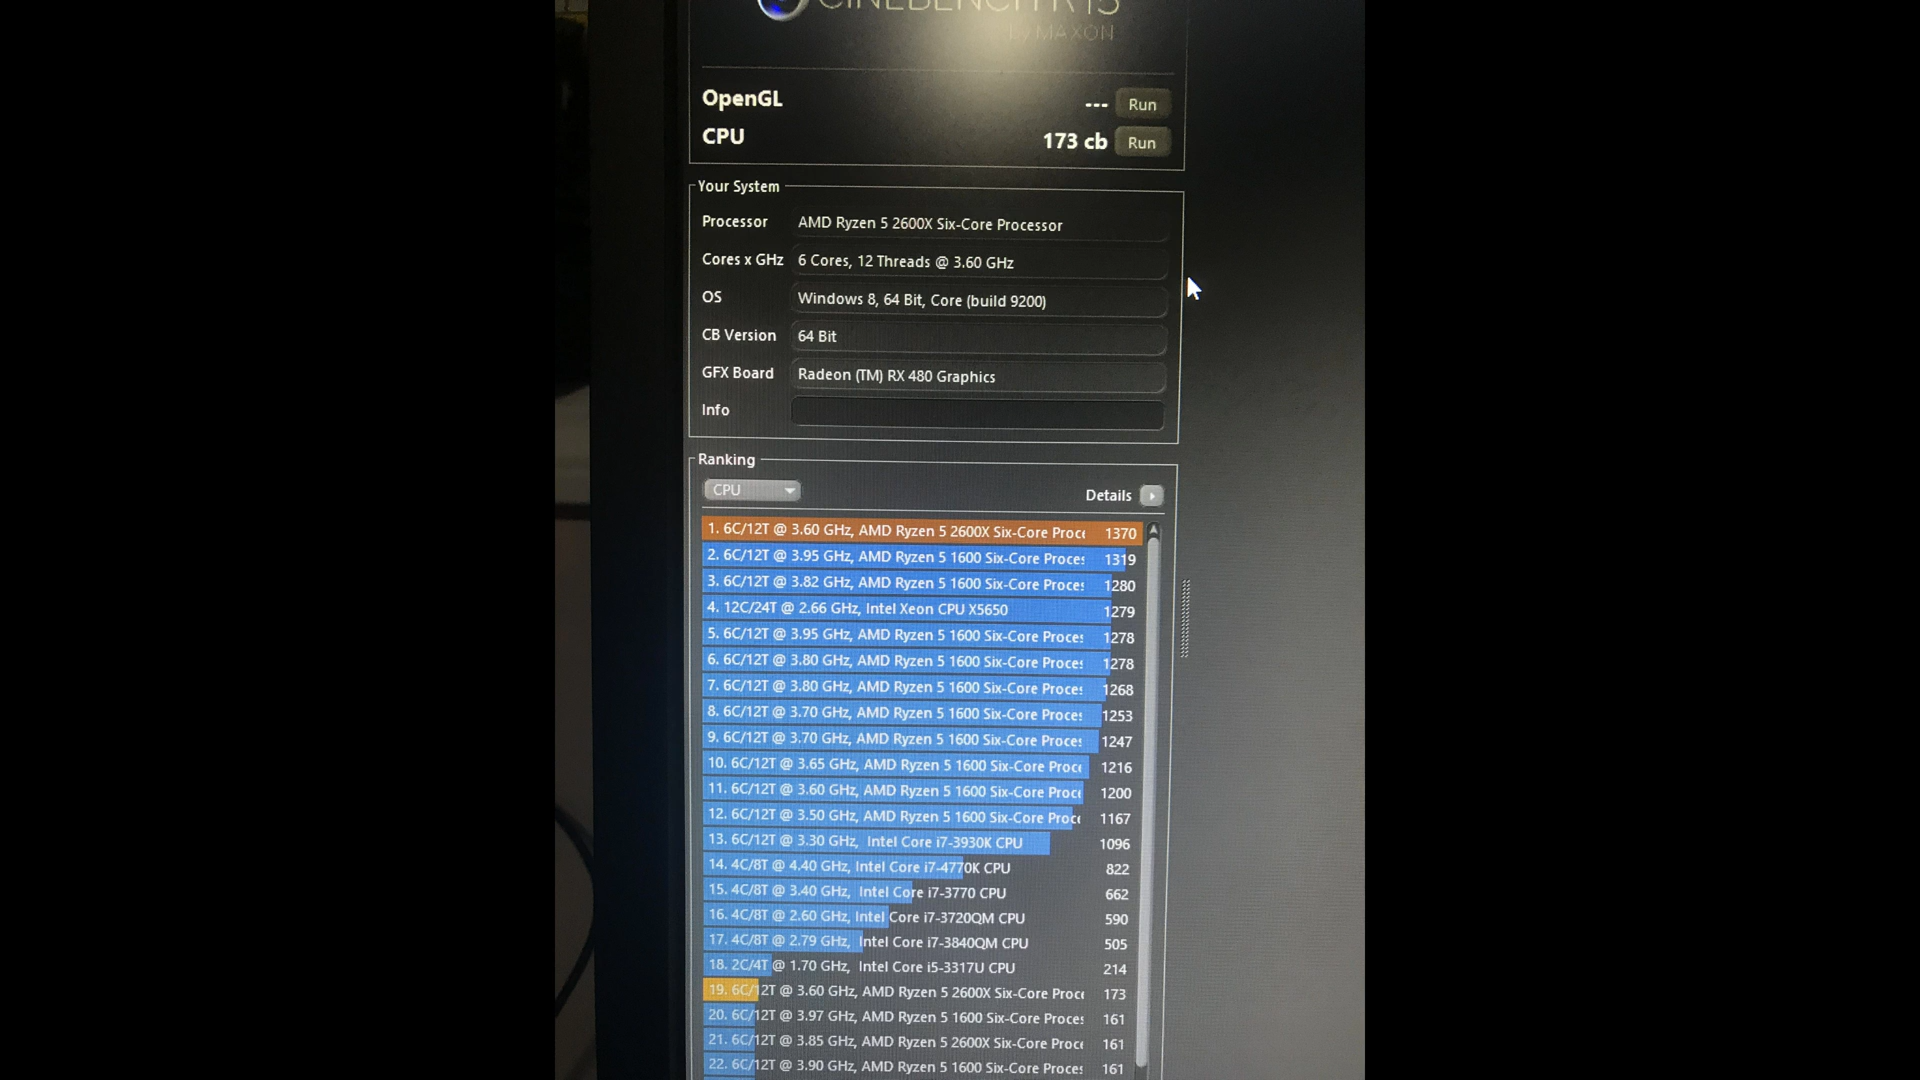 CINEBENCH R15
by MAXON
OpenGL --- Run
CPU 173 cb Run
Your System
Processor AMD Ryzen 5 2600X Six-Core Processor
Cores x GHz 6 Cores, 12 Threads @ 3.60 GHz
OS Windows 8, 64 Bit, Core (build 9200)
CB Version 64 Bit
GFX Board Radeon (TM) RX 480 Graphics
Info
Ranking
CPU Details
1. 6C/12T @ 3.60 GHz, AMD Ryzen 5 2600X Six-Core Proce 1370
2. 6C/12T @ 3.95 GHz, AMD Ryzen 5 1600 Six-Core Proces 1319
3. 6C/12T @ 3.82 GHz, AMD Ryzen 5 1600 Six-Core Proces 1280
4. 12C/24T @ 2.66 GHz, Intel Xeon CPU X5650 1279
5. 6C/12T @ 3.95 GHz, AMD Ryzen 5 1600 Six-Core Proces 1278
6. 6C/12T @ 3.80 GHz, AMD Ryzen 5 1600 Six-Core Proces 1278
7. 6C/12T @ 3.80 GHz, AMD Ryzen 5 1600 Six-Core Proces 1268
8. 6C/12T @ 3.70 GHz, AMD Ryzen 5 1600 Six-Core Proces 1253
9. 6C/12T @ 3.70 GHz, AMD Ryzen 5 1600 Six-Core Proces 1247
10. 6C/12T @ 3.65 GHz, AMD Ryzen 5 1600 Six-Core Proc 1216
11. 6C/12T @ 3.60 GHz, AMD Ryzen 5 1600 Six-Core Proc 1200
12. 6C/12T @ 3.50 GHz, AMD Ryzen 5 1600 Six-Core Proc 1167
13. 6C/12T @ 3.30 GHz, Intel Core i7-3930K CPU 1096
14. 4C/8T @ 4.40 GHz, Intel Core i7-4770K CPU 822
15. 4C/8T @ 3.40 GHz, Intel Core i7-3770 CPU 662
16. 4C/8T @ 2.60 GHz, Intel Core i7-3720QM CPU 590
17. 4C/8T @ 2.79 GHz, Intel Core i7-3840QM CPU 505
18. 2C/4T @ 1.70 GHz, Intel Core i5-3317U CPU 214
19. 6C/12T @ 3.60 GHz, AMD Ryzen 5 2600X Six-Core Proce 173
20. 6C/12T @ 3.97 GHz, AMD Ryzen 5 1600 Six-Core Proces 161
21. 6C/12T @ 3.85 GHz, AMD Ryzen 5 2600X Six-Core Proce 161
22. 6C/12T @ 3.90 GHz, AMD Ryzen 5 1600 Six-Core Proces 161